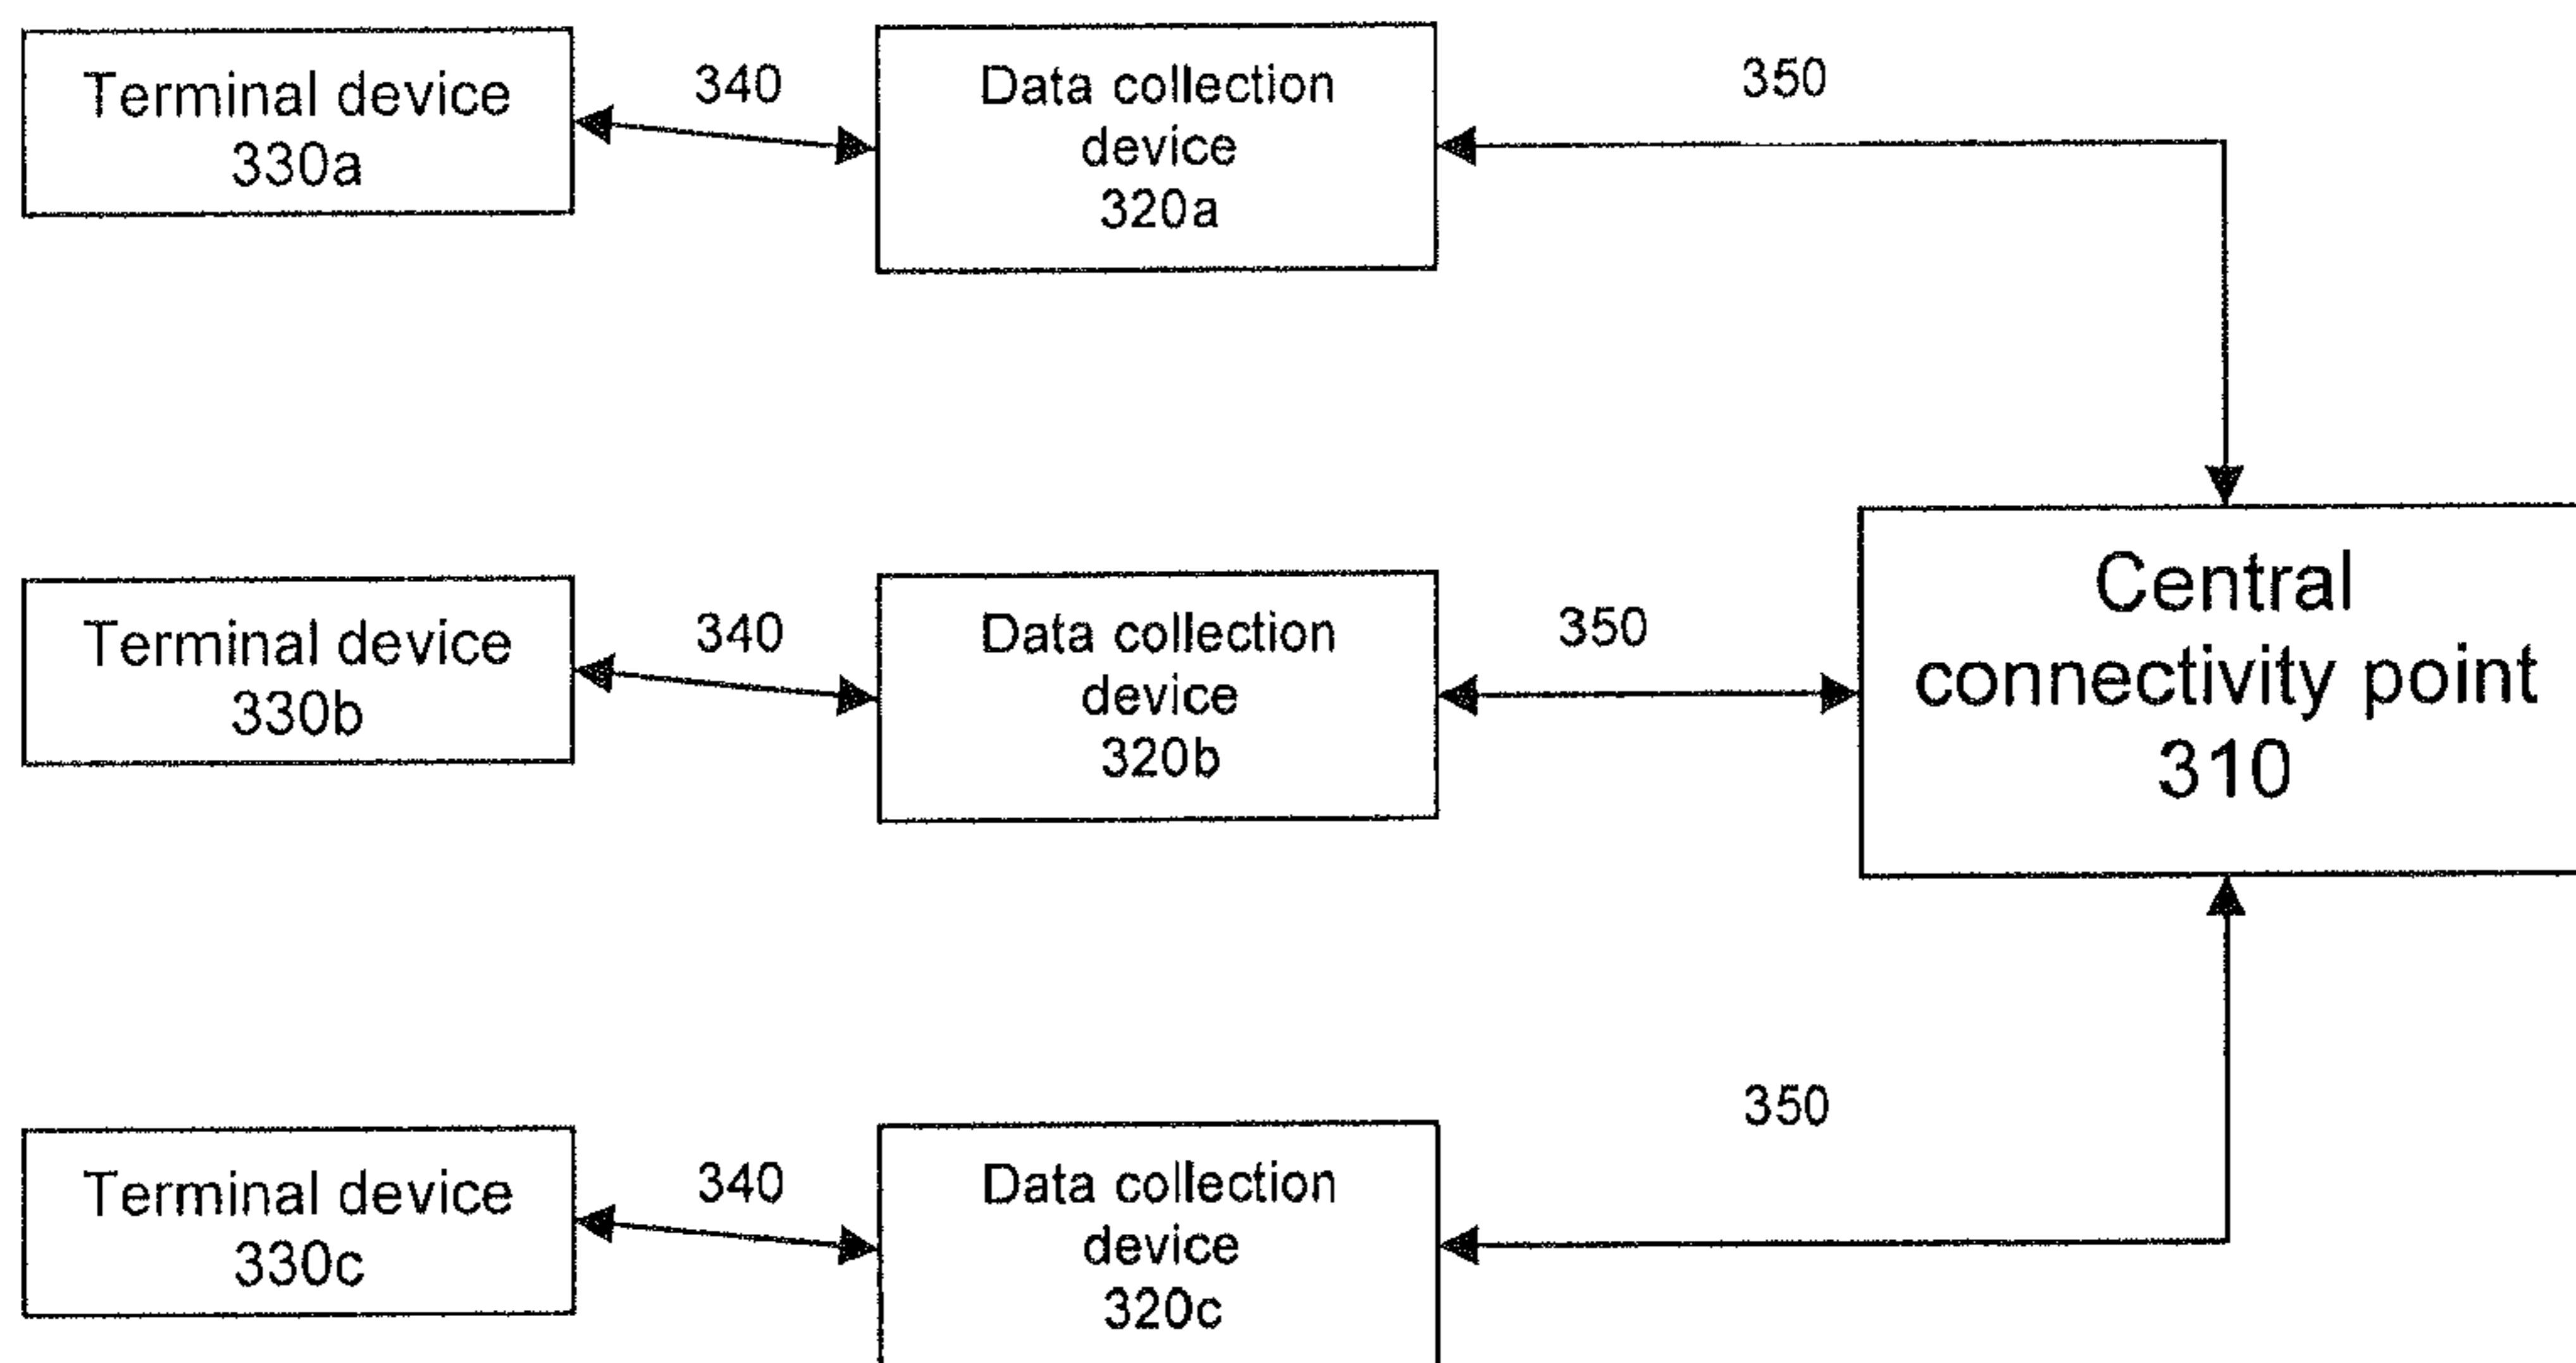 Terminal device
330a
340
Data collection
device
320a
350
Terminal device
330b
340
Data collection
device
320b
350
Central
connectivity point
310
Terminal device
330c
340
Data collection
device
320c
350